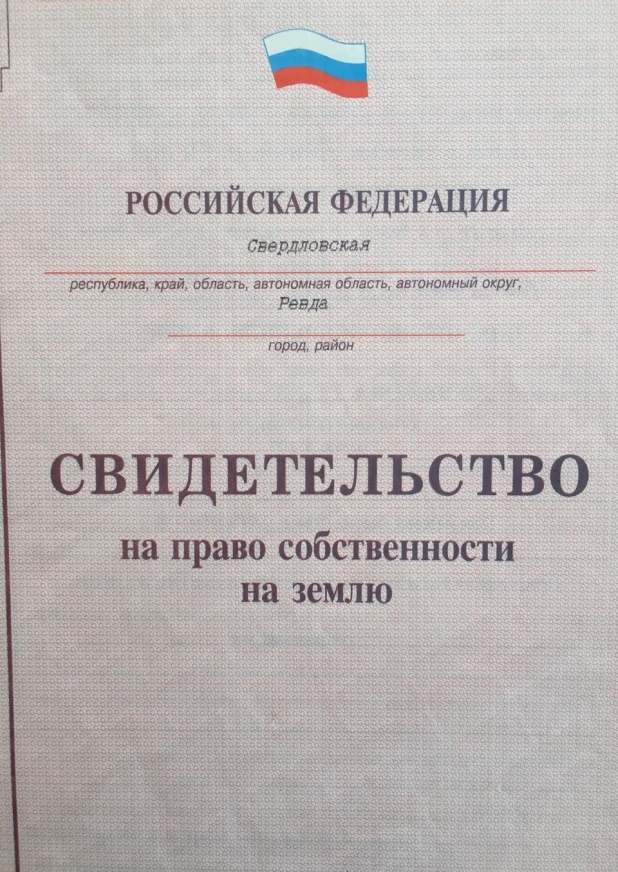 РОССИЙСКАЯ ФЕДЕРАЦИЯ
Свердловская
республика, край, область, автономная область, автономный округ,
Ревда
город, район
СВИДЕТЕЛЬСТВО
на право собственности
на землю